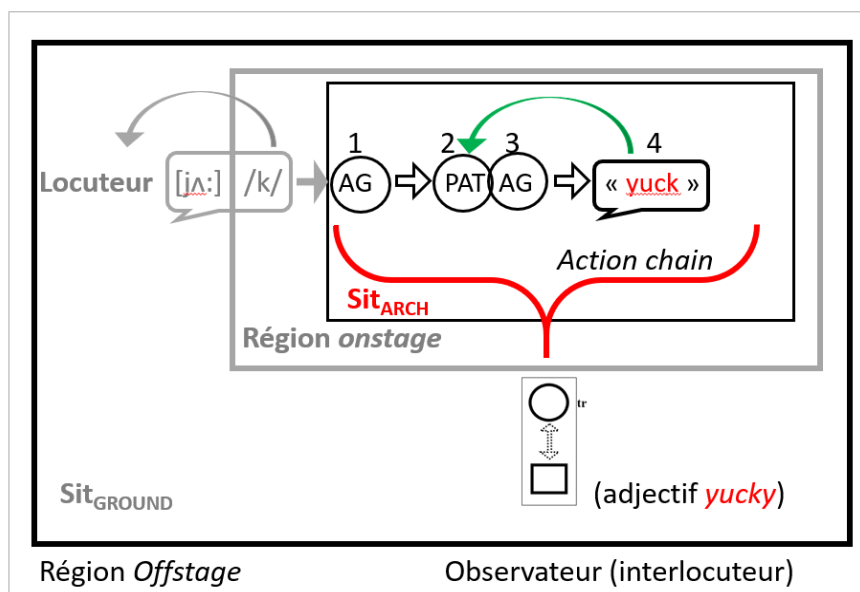 1 2 3 4
Locuteur [jʌ:] /k/ AG PAT AG « yuck »
Action chain
SitARCH
Région onstage
tr
SitGROUND (adjectif yucky)
Région Offstage Observateur (interlocuteur)